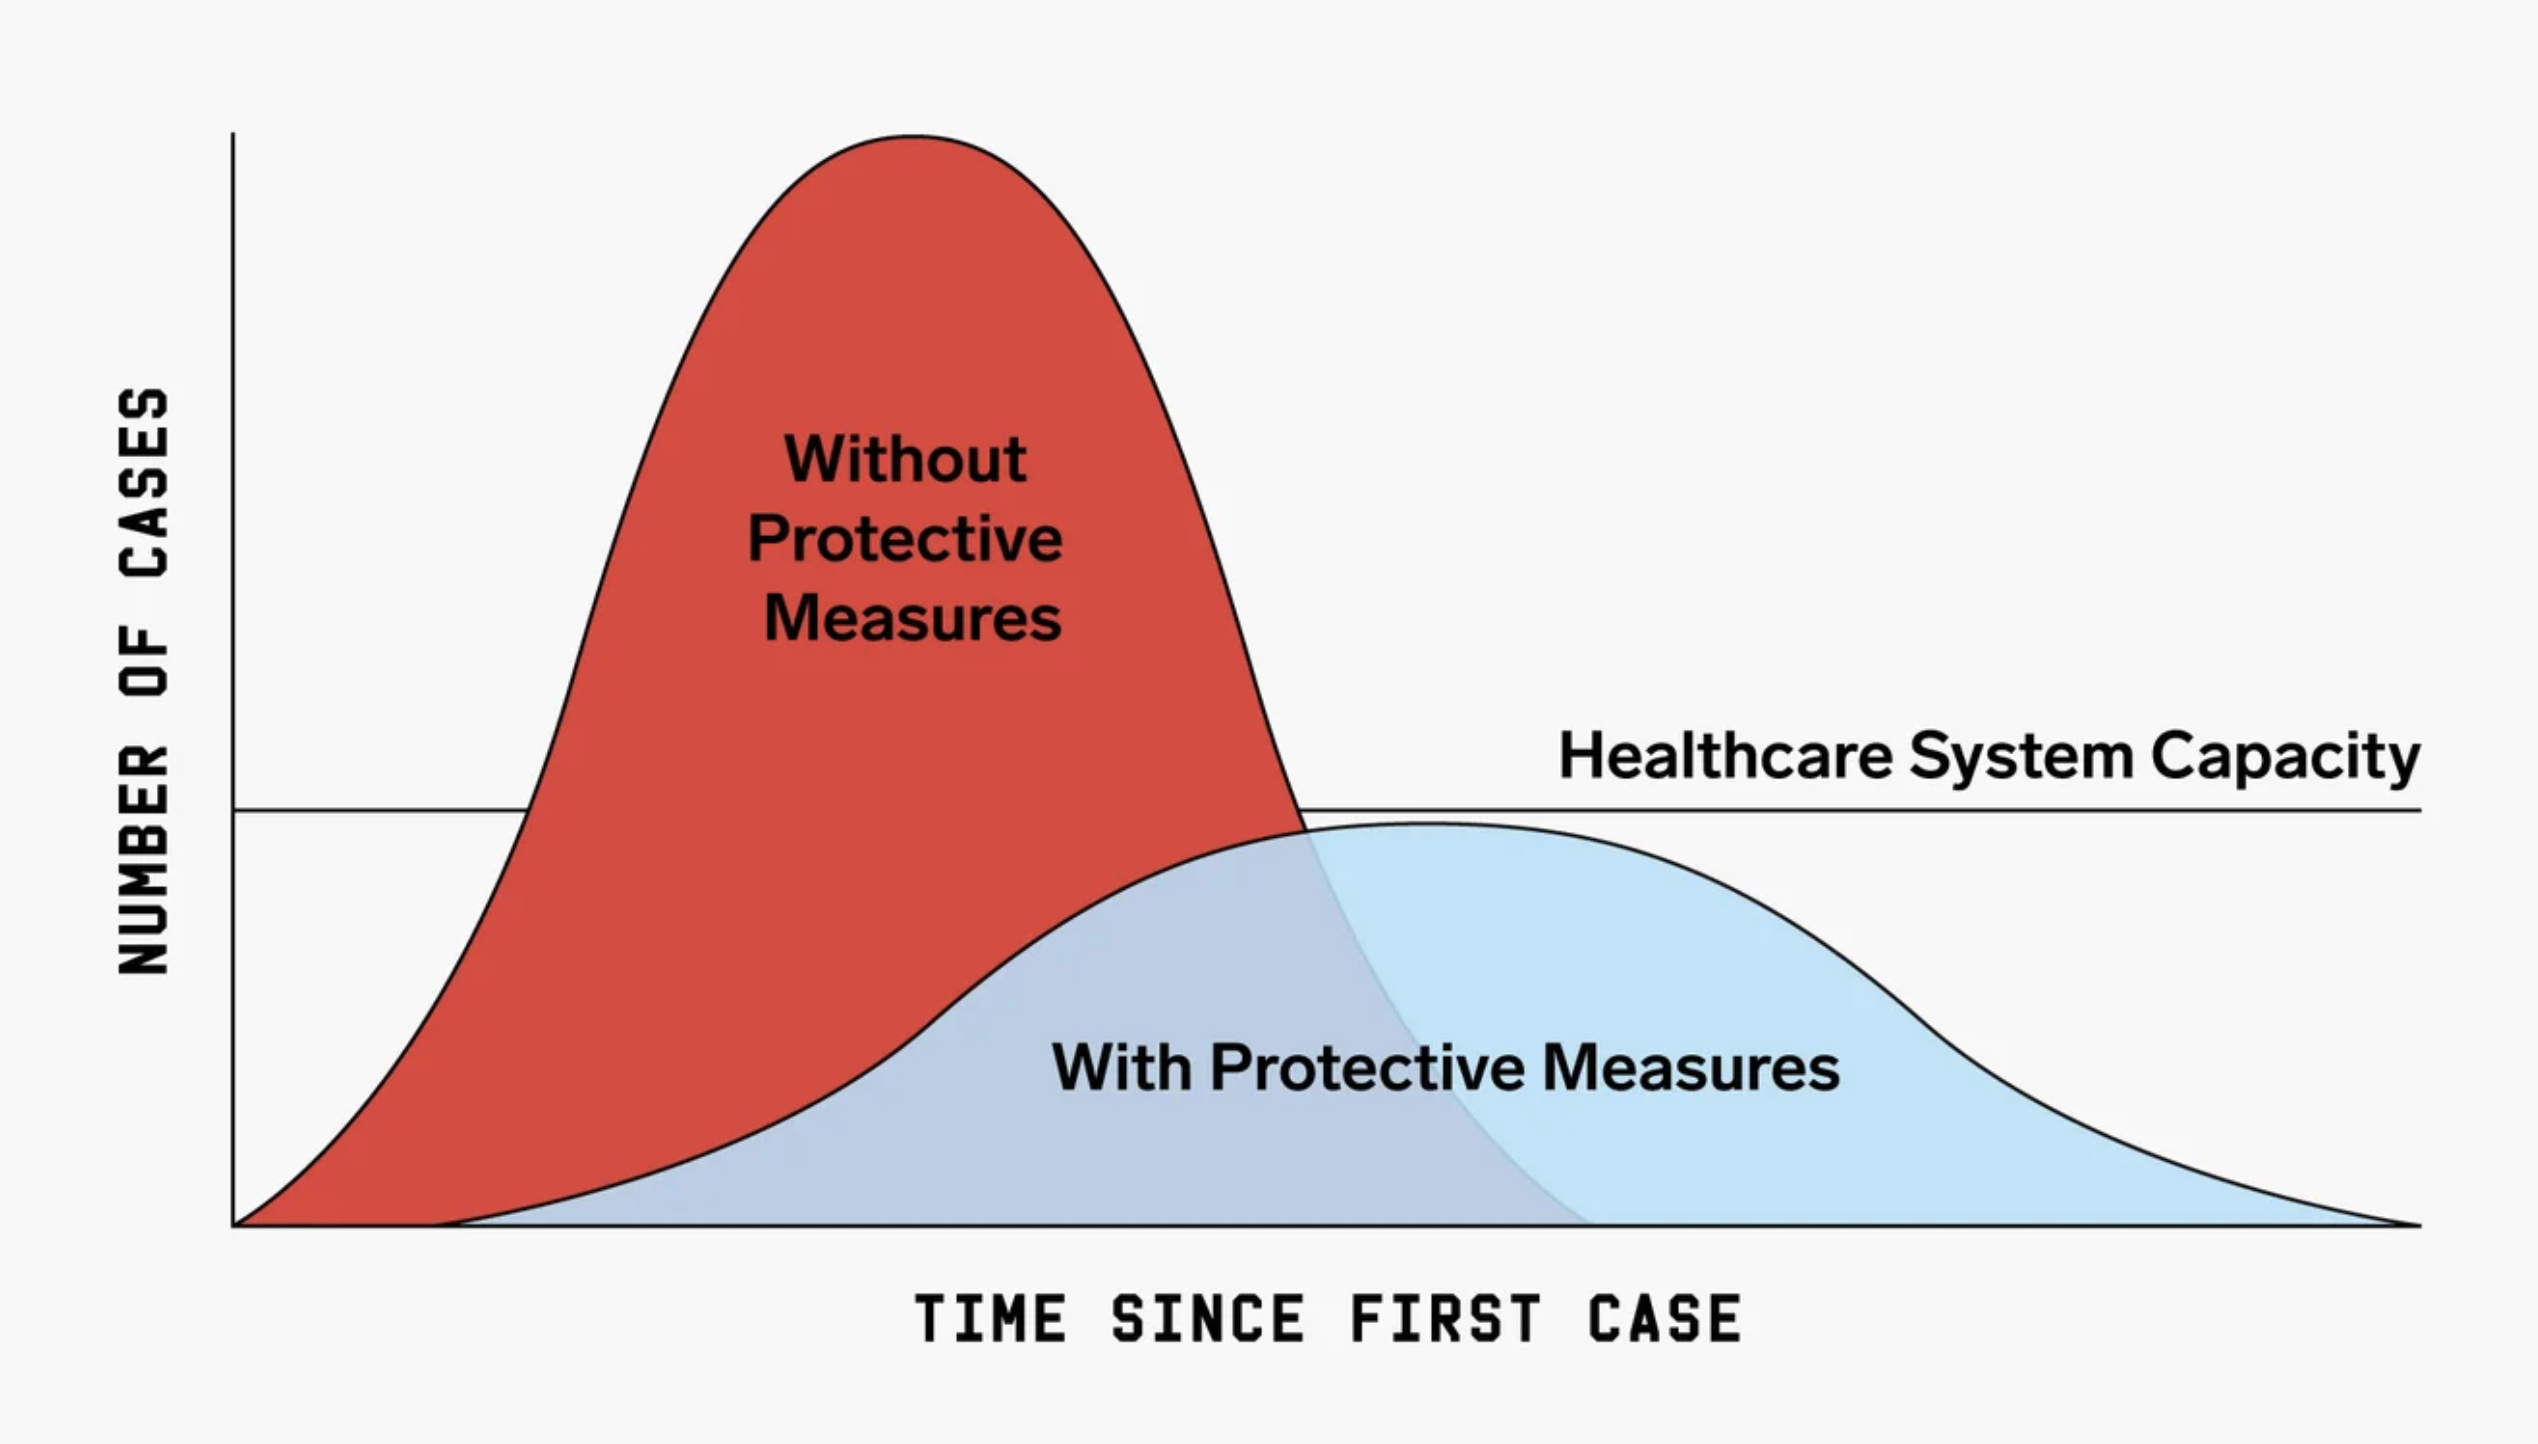 NUMBER OF CASES
Without
Protective
Measures
Healthcare System Capacity
With Protective Measures
TIME SINCE FIRST CASE